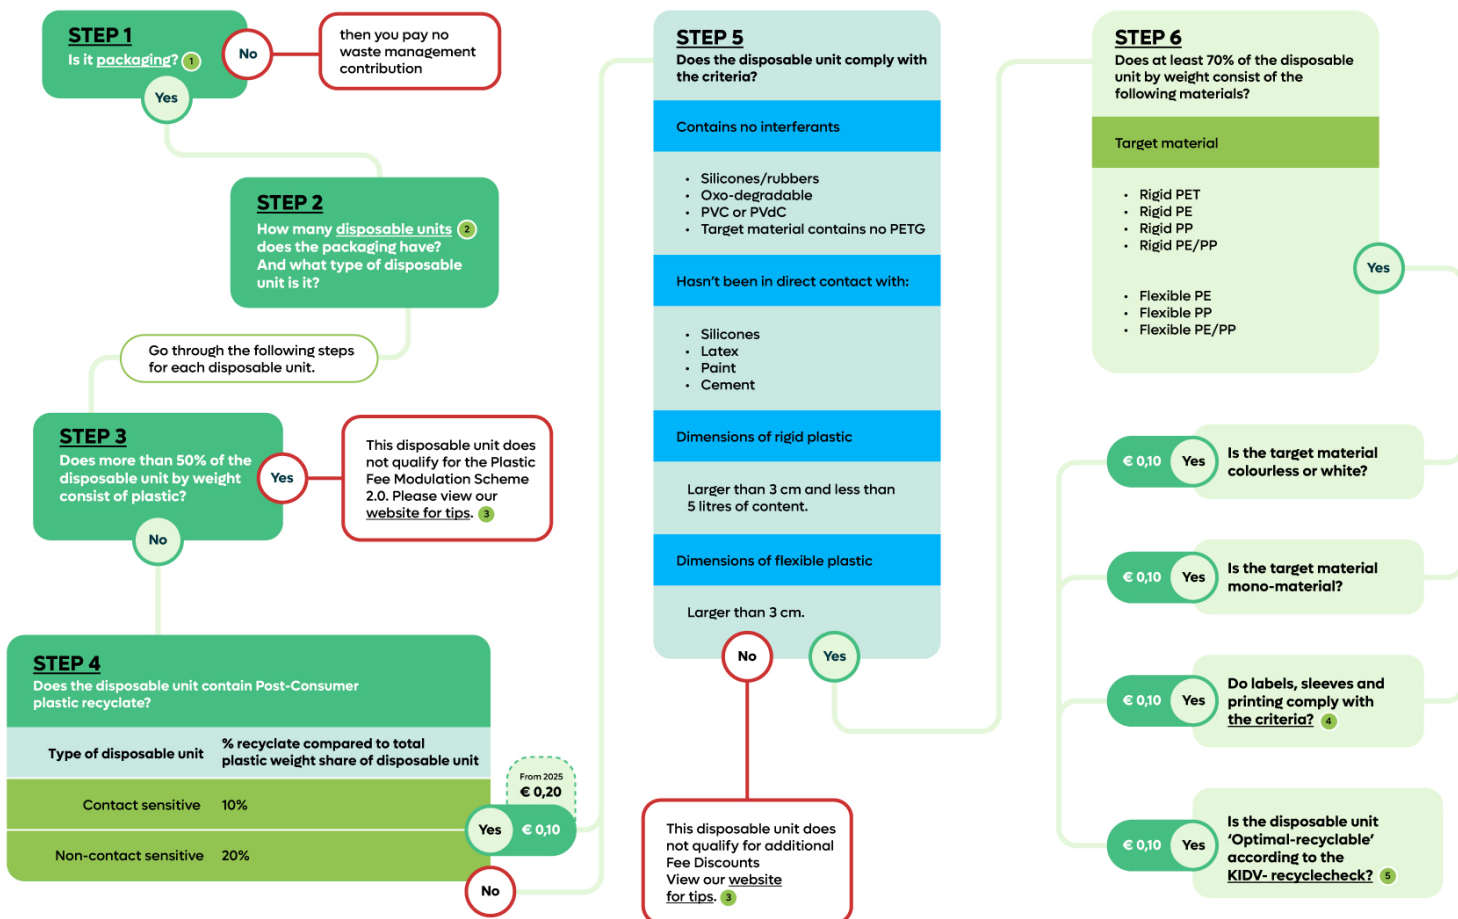 STEP 1
Is it packaging? 1
No
Yes
then you pay no
waste management
contribution
STEP 2
How many disposable units 2
does the packaging have?
And what type of disposable
unit is it?
Go through the following steps
for each disposable unit.
STEP 3
Does more than 50% of the
disposable unit by weight
consist of plastic?
Yes
No
This disposable unit does
not qualify for the Plastic
Fee Modulation Scheme
2.0. Please view our
website for tips. 3
STEP 4
Does the disposable unit contain Post-Consumer
plastic recyclate?
Type of disposable unit
% recyclate compared to total
plastic weight share of disposable unit
Contact sensitive 10%
Non-contact sensitive 20%
From 2025
€ 0,20
Yes € 0,10
No
STEP 5
Does the disposable unit comply with
the criteria?
Contains no interferants
• Silicones/rubbers
• Oxo-degradable
• PVC or PVdC
• Target material contains no PETG
Hasn't been in direct contact with:
• Silicones
• Latex
• Paint
• Cement
Dimensions of rigid plastic
Larger than 3 cm and less than
5 litres of content.
Dimensions of flexible plastic
Larger than 3 cm.
No
Yes
This disposable unit does
not qualify for additional
Fee Discounts
View our website
for tips. 3
STEP 6
Does at least 70% of the disposable
unit by weight consist of the
following materials?
Target material
• Rigid PET
• Rigid PE
• Rigid PP
• Rigid PE/PP
• Flexible PE
• Flexible PP
• Flexible PE/PP
Yes
€ 0,10 Yes
Is the target material
colourless or white?
€ 0,10 Yes
Is the target material
mono-material?
€ 0,10 Yes
Do labels, sleeves and
printing comply with
the criteria? 4
€ 0,10 Yes
Is the disposable unit
‘Optimal-recyclable’
according to the
KIDV- recyclecheck? 5